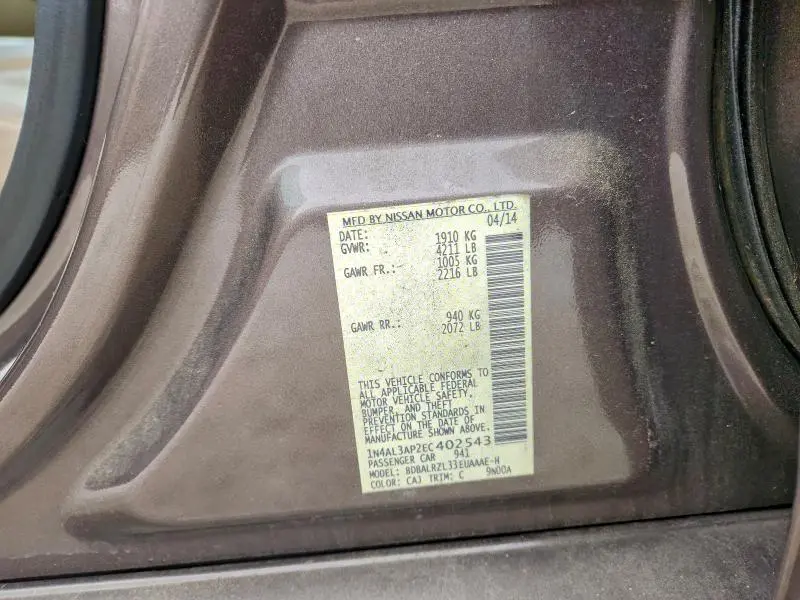 MFD BY NISSAN MOTOR CO., LTD.
DATE: 04/14
GVWR: 1910 KG
4211 LB
GAWR FR.: 1005 KG
2216 LB
GAWR RR.: 940 KG
2072 LB
THIS VEHICLE CONFORMS TO
ALL APPLICABLE FEDERAL
MOTOR VEHICLE SAFETY,
BUMPER, AND THEFT
PREVENTION STANDARDS IN
EFFECT ON THE DATE OF
MANUFACTURE SHOWN ABOVE.
1N4AL3AP2EC402543
PASSENGER CAR 941
MODEL: BDBALRZL33EUAAAE-H
COLOR: CAJ TRIM: C 9N00A